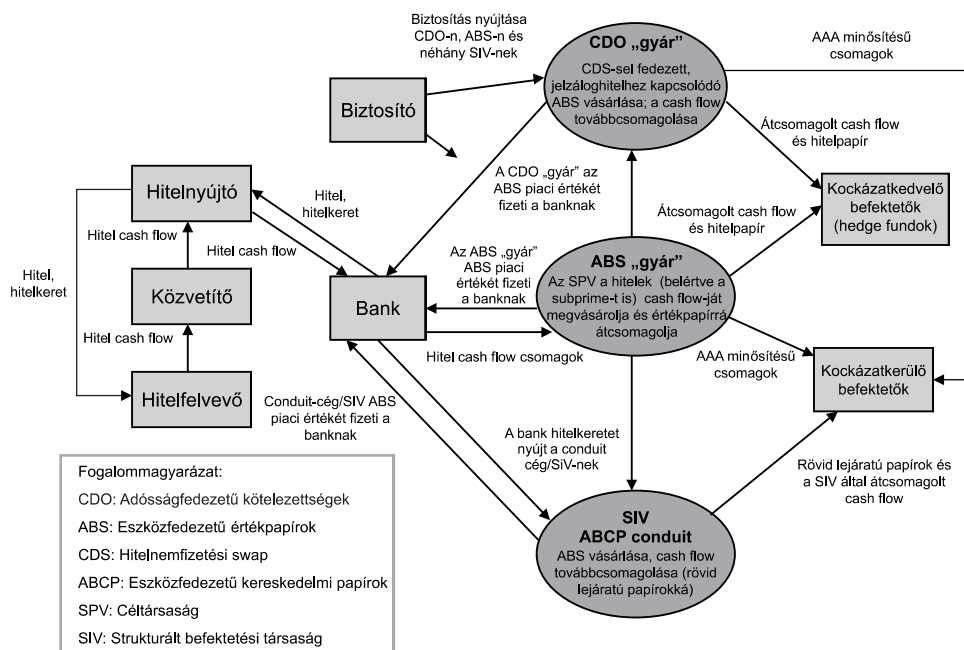 Biztosítás nyújtása
CDO-n, ABS-n és
néhány SIV-nek
CDO „gyár”
CDS-sel fedezett,
jelzáloghitelhez kapcsolódó
ABS vásárlása; a cash flow
továbbcsomagolása
AAA minősítésű
csomagok
Biztosító
Átcsomagolt cash flow
és hitelpapír
A CDO „gyár” az
ABS piaci értékét
fizeti a banknak
Hitelnyújtó
Hitel,
hitelkeret
Kockázatkedvelő
befektetők
(hedge fundok)
Átcsomagolt cash flow
és hitelpapír
Hitel cash flow
Hitel cash flow
Hitel,
hitelkeret
Közvetítő
Az ABS „gyár”
ABS piaci
értékét fizeti
a banknak
ABS „gyár”
Az SPV a hitelek (belértve a
subprime-t is) cash flow-ját
megvásárolja és értékpapírrá
átcsomagolja
Bank
Hitel cash flow
Hitel cash flow csomagok
AAA minősítésű
csomagok
Kockázatkerülő
befektetők
Hitelfelvevő
Conduit-cég/SIV ABS
piaci értékét fizeti a
banknak
A bank hitelkeretet
nyújt a conduit
cég/SiV-nek
Rövid lejáratú papírok és
a SIV által átcsomagolt
cash flow
SIV
ABCP conduit
ABS vásárlása, cash flow
továbbcsomagolása (rövid
lejáratú papírokká)
Fogalommagyarázat:
CDO: Adósságfedezetű kötelezettségek
ABS: Eszközfedezetű értékpapírok
CDS: Hitelnemfizetési swap
ABCP: Eszközfedezetű kereskedelmi papírok
SPV: Céltársaság
SIV: Strukturált befektetési társaság